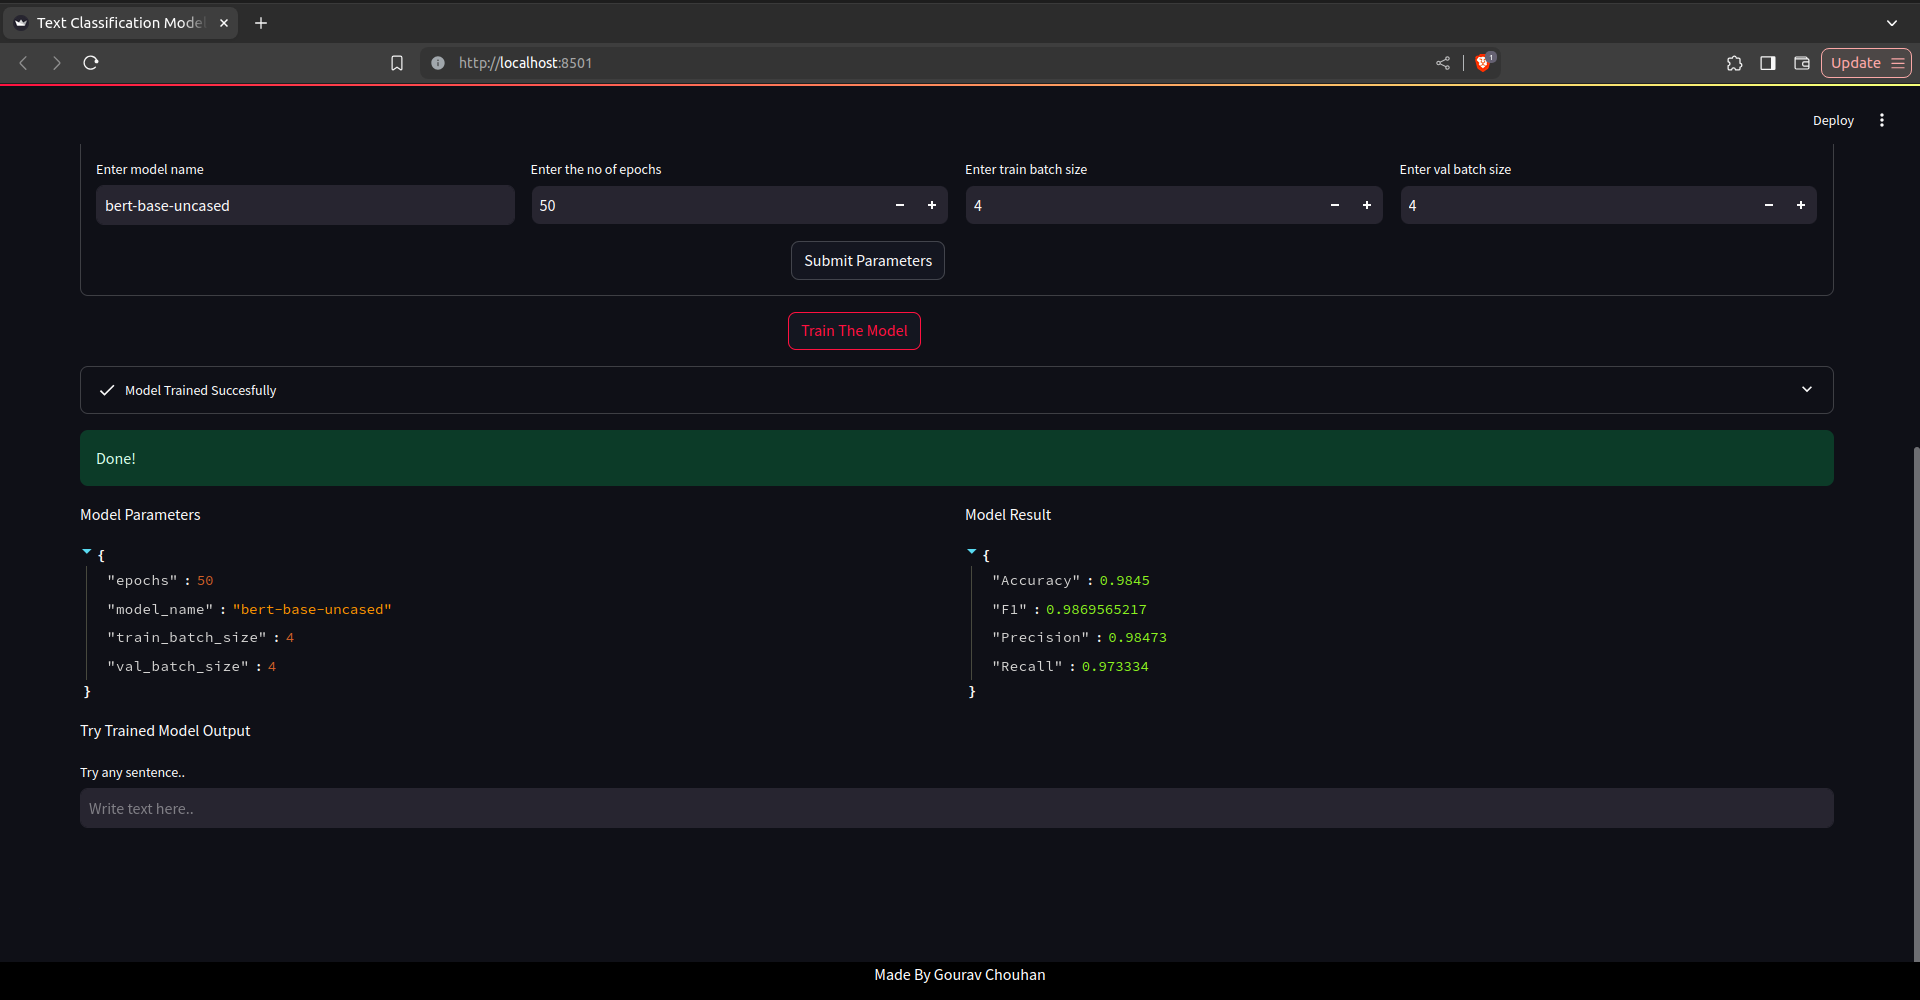 Text Classification Mode
http://localhost:8501
1
Update
Deploy
Enter model name
Enter the no of epochs
Enter train batch size
Enter val batch size
bert-base-uncased
50
4
4
Submit Parameters
Train The Model
Model Trained Succesfully
Done!
Model Parameters
Model Result
{
"epochs" : 50
"model_name" : "bert-base-uncased"
"train_batch_size" : 4
"val_batch_size" : 4
}
{
"Accuracy" : 0.9845
"F1" : 0.9869565217
"Precision" : 0.98473
"Recall" : 0.973334
}
Try Trained Model Output
Try any sentence..
Write text here..
Made By Gourav Chouhan